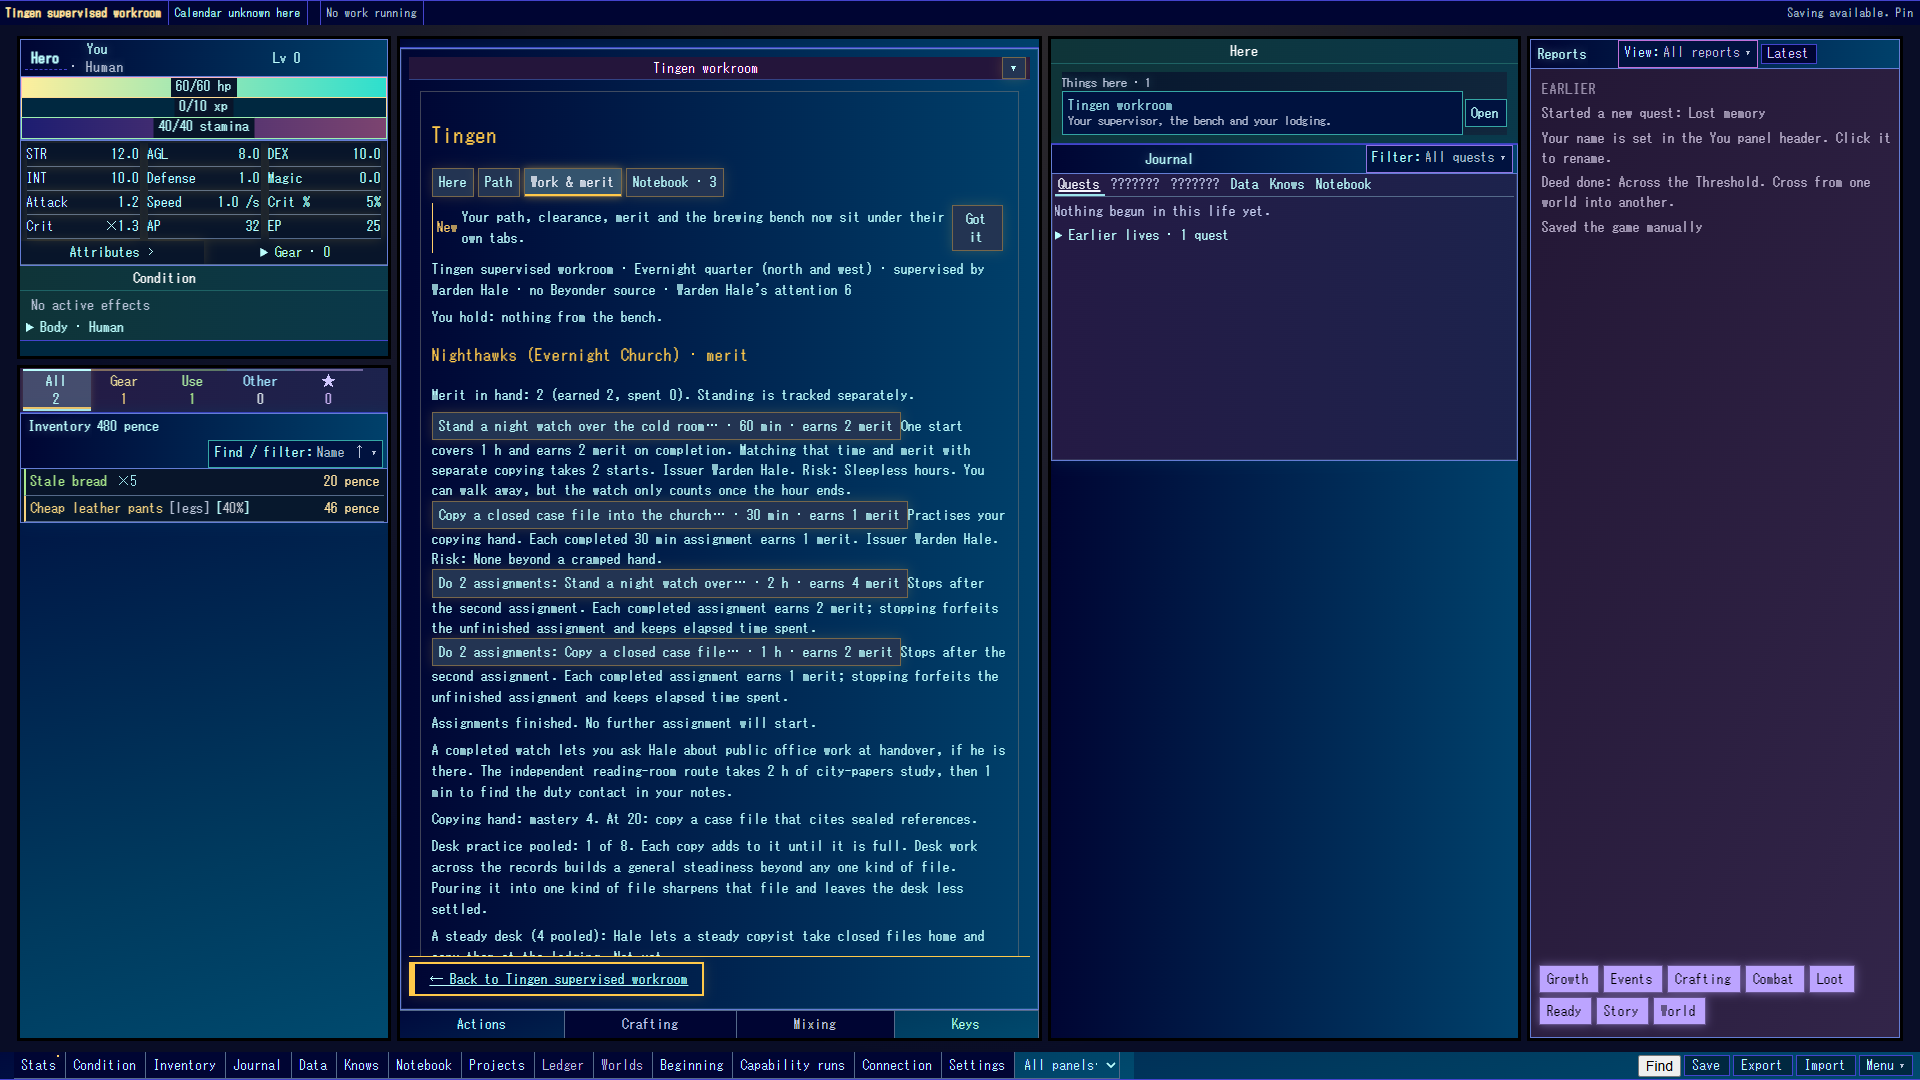 Tingen supervised workroom
Calendar unknown here
No work running
Saving available. Pin
Hero · You
Human
Lv 0
60/60 hp
0/10 xp
40/40 stamina
STR 12.0 AGL 8.0 DEX 10.0
INT 10.0 Defense 1.0 Magic 0.0
Attack 1.2 Speed 1.0 /s Crit % 5%
Crit ×1.3 AP 32 EP 25
Attributes >
▶ Gear · 0
Condition
No active effects
▶ Body · Human
All Gear Use Other ★
2 1 1 0 0
Inventory 480 pence
Find / filter: Name ↑ ▾
Stale bread ×5 20 pence
Cheap leather pants [legs] [40%] 46 pence
Tingen workroom
▾
Tingen
Here Path Work & merit Notebook · 3
New Your path, clearance, merit and the brewing bench now sit under their
own tabs.
Got
it
Tingen supervised workroom · Evernight quarter (north and west) · supervised by
Warden Hale · no Beyonder source · Warden Hale's attention 6
You hold: nothing from the bench.
Nighthawks (Evernight Church) · merit
Merit in hand: 2 (earned 2, spent 0). Standing is tracked separately.
Stand a night watch over the cold room… · 60 min · earns 2 merit One start
covers 1 h and earns 2 merit on completion. Matching that time and merit with
separate copying takes 2 starts. Issuer Warden Hale. Risk: Sleepless hours. You
can walk away, but the watch only counts once the hour ends.
Copy a closed case file into the church… · 30 min · earns 1 merit Practises your
copying hand. Each completed 30 min assignment earns 1 merit. Issuer Warden Hale.
Risk: None beyond a cramped hand.
Do 2 assignments: Stand a night watch over… · 2 h · earns 4 merit Stops after
the second assignment. Each completed assignment earns 2 merit; stopping forfeits
the unfinished assignment and keeps elapsed time spent.
Do 2 assignments: Copy a closed case file… · 1 h · earns 2 merit Stops after the
second assignment. Each completed assignment earns 1 merit; stopping forfeits the
unfinished assignment and keeps elapsed time spent.
Assignments finished. No further assignment will start.
A completed watch lets you ask Hale about public office work at handover, if he is
there. The independent reading-room route takes 2 h of city-papers study, then 1
min to find the duty contact in your notes.
Copying hand: mastery 4. At 20: copy a case file that cites sealed references.
Desk practice pooled: 1 of 8. Each copy adds to it until it is full. Desk work
across the records builds a general steadiness beyond any one kind of file.
Pouring it into one kind of file sharpens that file and leaves the desk less
settled.
A steady desk (4 pooled): Hale lets a steady copyist take closed files home and
← Back to Tingen supervised workroom
Actions Crafting Mixing Keys
Here
Things here · 1
Tingen workroom
Your supervisor, the bench and your lodging.
Open
Journal
Filter: All quests ▾
Quests ??????? ??????? Data Knows Notebook
Nothing begun in this life yet.
▶ Earlier lives · 1 quest
Reports
View: All reports ▾
Latest
EARLIER
Started a new quest: Lost memory
Your name is set in the You panel header. Click it
to rename.
Deed done: Across the Threshold. Cross from one
world into another.
Saved the game manually
Growth Events Crafting Combat Loot
Ready Story World
Stats Condition Inventory Journal Data Knows Notebook Projects Ledger Worlds Beginning Capability runs Connection Settings All panels·
Find Save Export Import Menu ▾